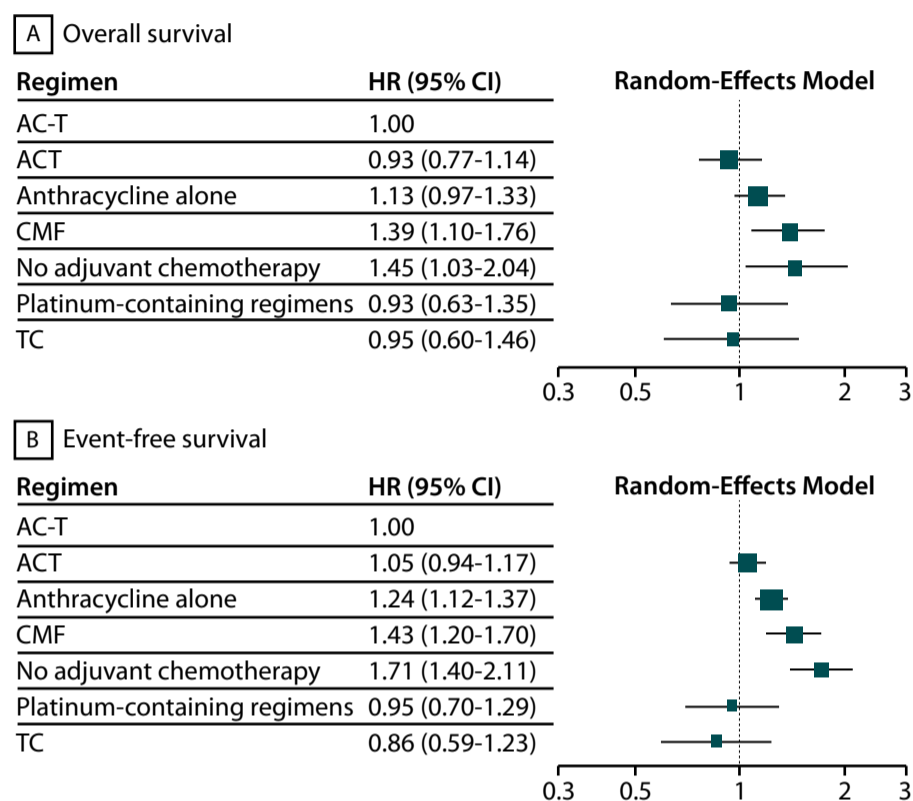 A Overall survival
Regimen HR (95% CI) Random-Effects Model
AC-T 1.00
ACT 0.93 (0.77-1.14)
Anthracycline alone 1.13 (0.97-1.33)
CMF 1.39 (1.10-1.76)
No adjuvant chemotherapy 1.45 (1.03-2.04)
Platinum-containing regimens 0.93 (0.63-1.35)
TC 0.95 (0.60-1.46)
0.3 0.5 1 2 3
B Event-free survival
Regimen HR (95% CI) Random-Effects Model
AC-T 1.00
ACT 1.05 (0.94-1.17)
Anthracycline alone 1.24 (1.12-1.37)
CMF 1.43 (1.20-1.70)
No adjuvant chemotherapy 1.71 (1.40-2.11)
Platinum-containing regimens 0.95 (0.70-1.29)
TC 0.86 (0.59-1.23)
0.3 0.5 1 2 3